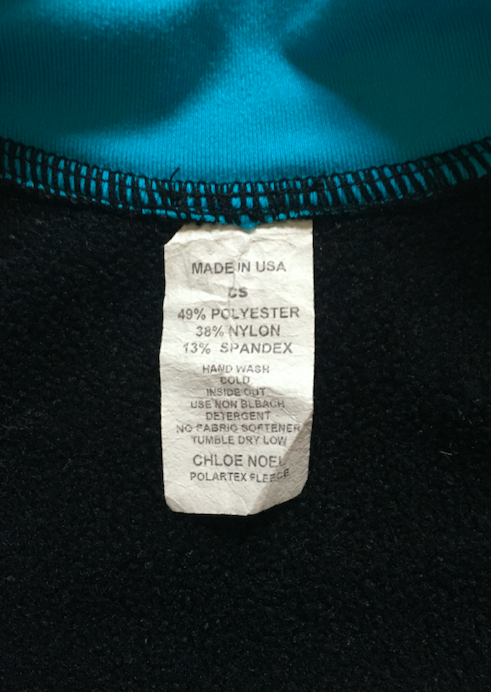 MADE IN USA
CS
49% POLYESTER
38% NYLON
13% SPANDEX
HAND WASH
COLD
INSIDE OUT
USE NON BLEACH
DETERGENT
NO FABRIC SOFTENER
TUMBLE DRY LOW
CHLOE NOEL
POLARTEX FLEECE